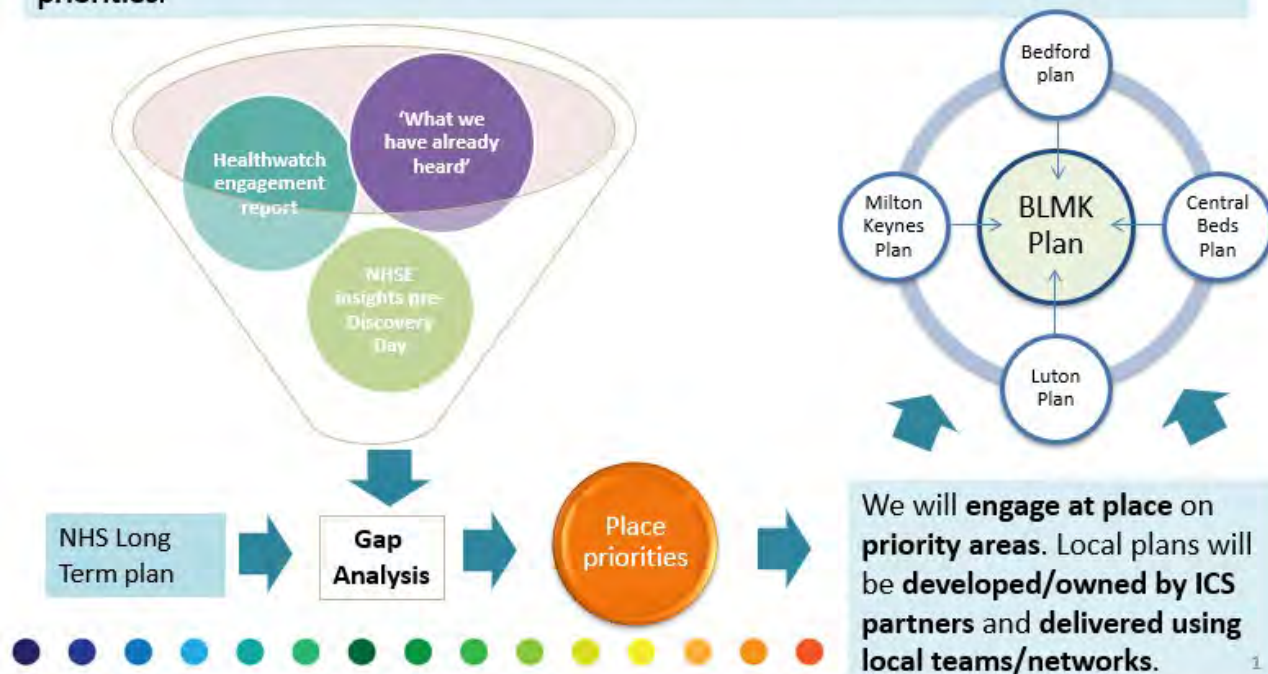 priorities.
'What we
have already
heard'
Healthwatch
engagement
report
NHSE
insights pre-
Discovery
Day
Bedford
plan
Milton
Keynes
Plan
BLMK
Plan
Central
Beds
Plan
Luton
Plan
NHS Long
Term plan
Gap
Analysis
Place
priorities
We will engage at place on
priority areas. Local plans will
be developed/owned by ICS
partners and delivered using
local teams/networks.
1